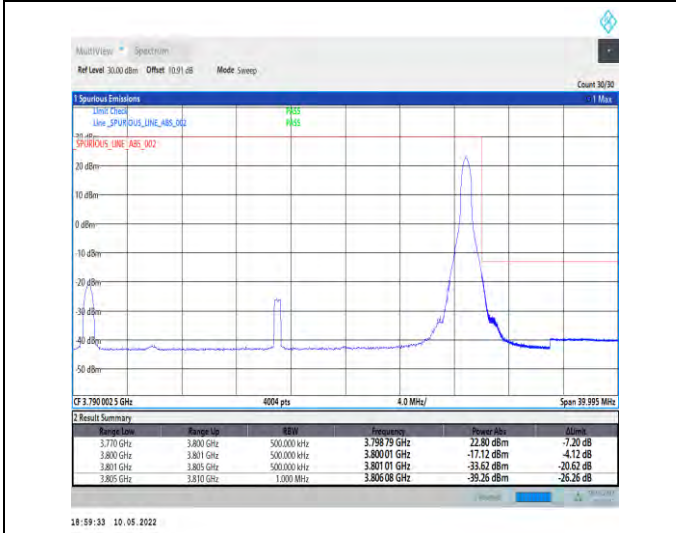 MultiView Spectrum
Ref Level 30.00 dBm Offset 10.91 dB Mode Sweep
Count 30/30
1 Spurious Emissions 1 Max
Limit Check PASS
Line _SPURIOUS_LINE_ABS_002 PASS
SPURIOUS_LINE_ABS_002
20 dBm
10 dBm
0 dBm
-10 dBm
-20 dBm
-30 dBm
-40 dBm
-50 dBm
CF 3.790 002 5 GHz 4004 pts 4.0 MHz/ Span 39.995 MHz
2 Result Summary
Range Low Range Up RBW Frequency Power Abs ΔLimit
3.770 GHz 3.800 GHz 500.000 kHz 3.798 79 GHz 22.80 dBm -7.20 dB
3.800 GHz 3.801 GHz 500.000 kHz 3.800 01 GHz -17.12 dBm -4.12 dB
3.801 GHz 3.805 GHz 500.000 kHz 3.801 01 GHz -33.62 dBm -20.62 dB
3.805 GHz 3.810 GHz 1.000 MHz 3.806 08 GHz -39.26 dBm -26.26 dB
18:59:33 10.05.2022